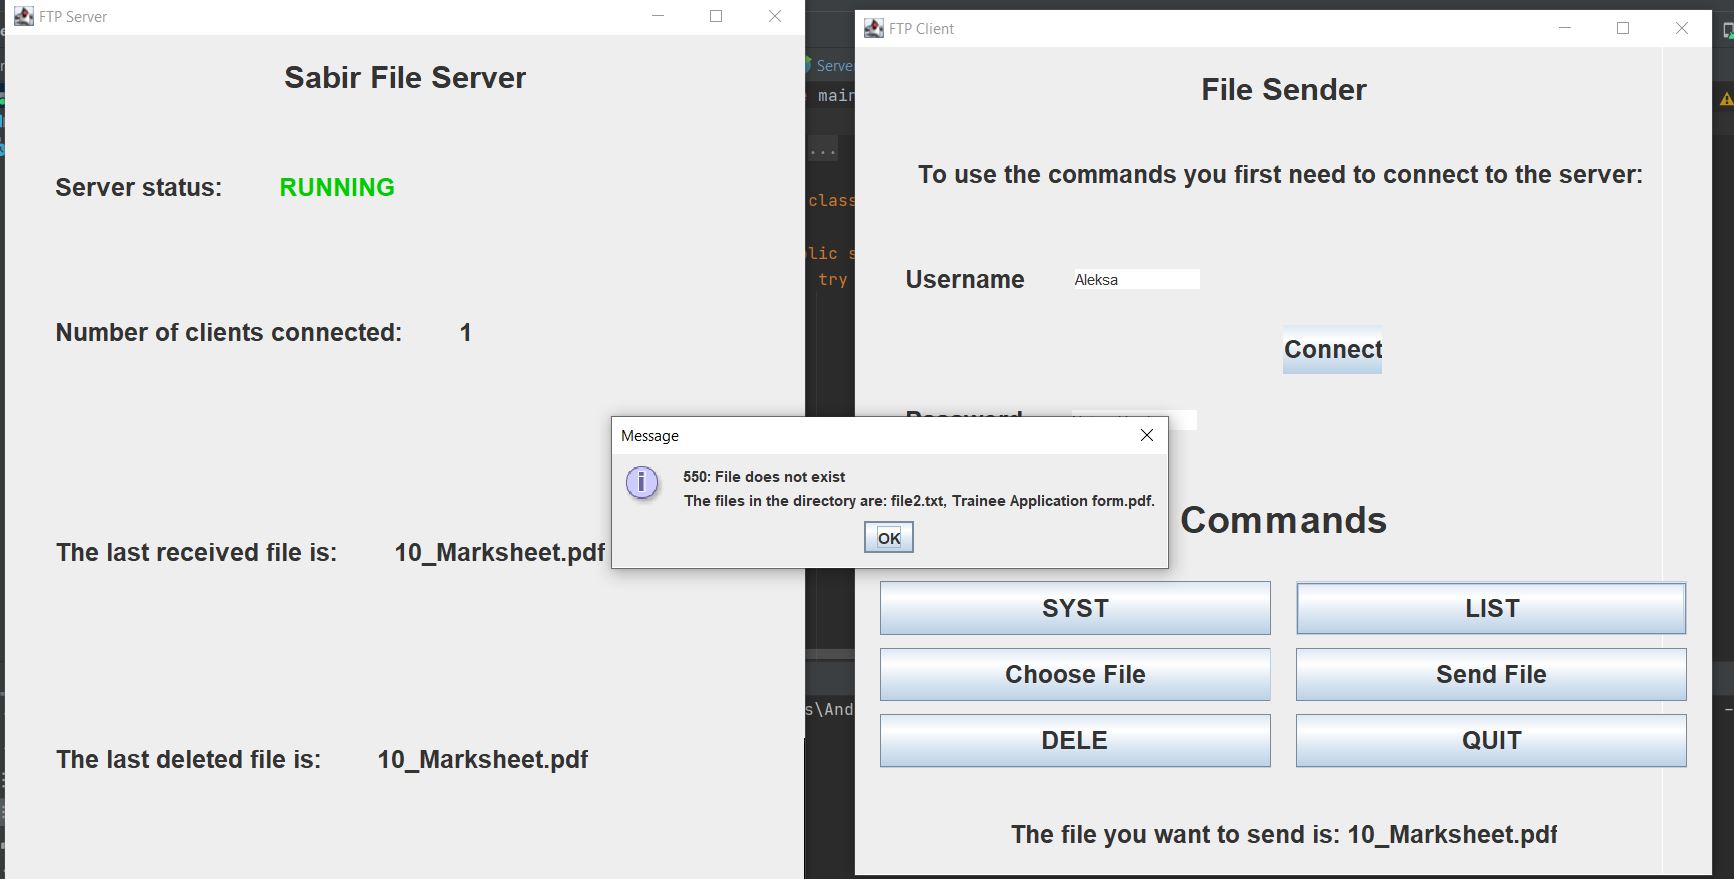 FTP Server
Sabir File Server
Server status: RUNNING
Number of clients connected: 1
The last received file is: 10_Marksheet.pdf
The last deleted file is: 10_Marksheet.pdf
Serve
main
...
class
lic s
try
s\And
FTP Client
File Sender
To use the commands you first need to connect to the server:
Username Aleksa
Connect
Password
Message
550: File does not exist
The files in the directory are: file2.txt, Trainee Application form.pdf.
OK
Commands
SYST LIST
Choose File Send File
DELE QUIT
The file you want to send is: 10_Marksheet.pdf